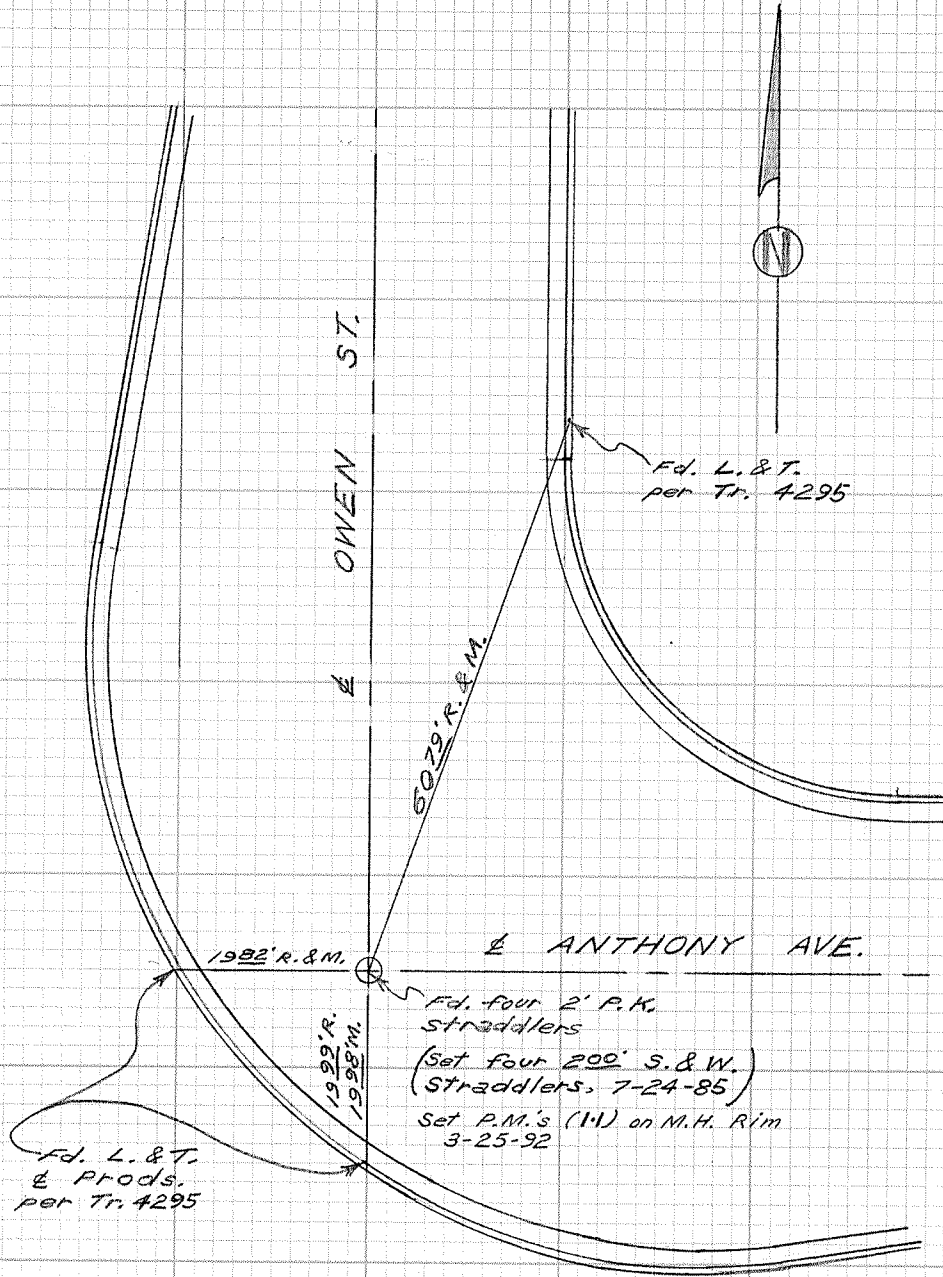 N
℄ OWEN ST.
Fd. L. & T.
per Tr. 4295
60.79' R. & M.
19.82' R. & M.
℄ ANTHONY AVE.
Fd. four 2' P.K.
straddlers
(Set four 2.00' S. & W.
Straddlers, 7-24-85)
Set P.M.'s (1·1) on M.H. Rim
3-25-92
19.99' R.
19.98' M.
Fd. L. & T.
℄ Prods.
per Tr. 4295